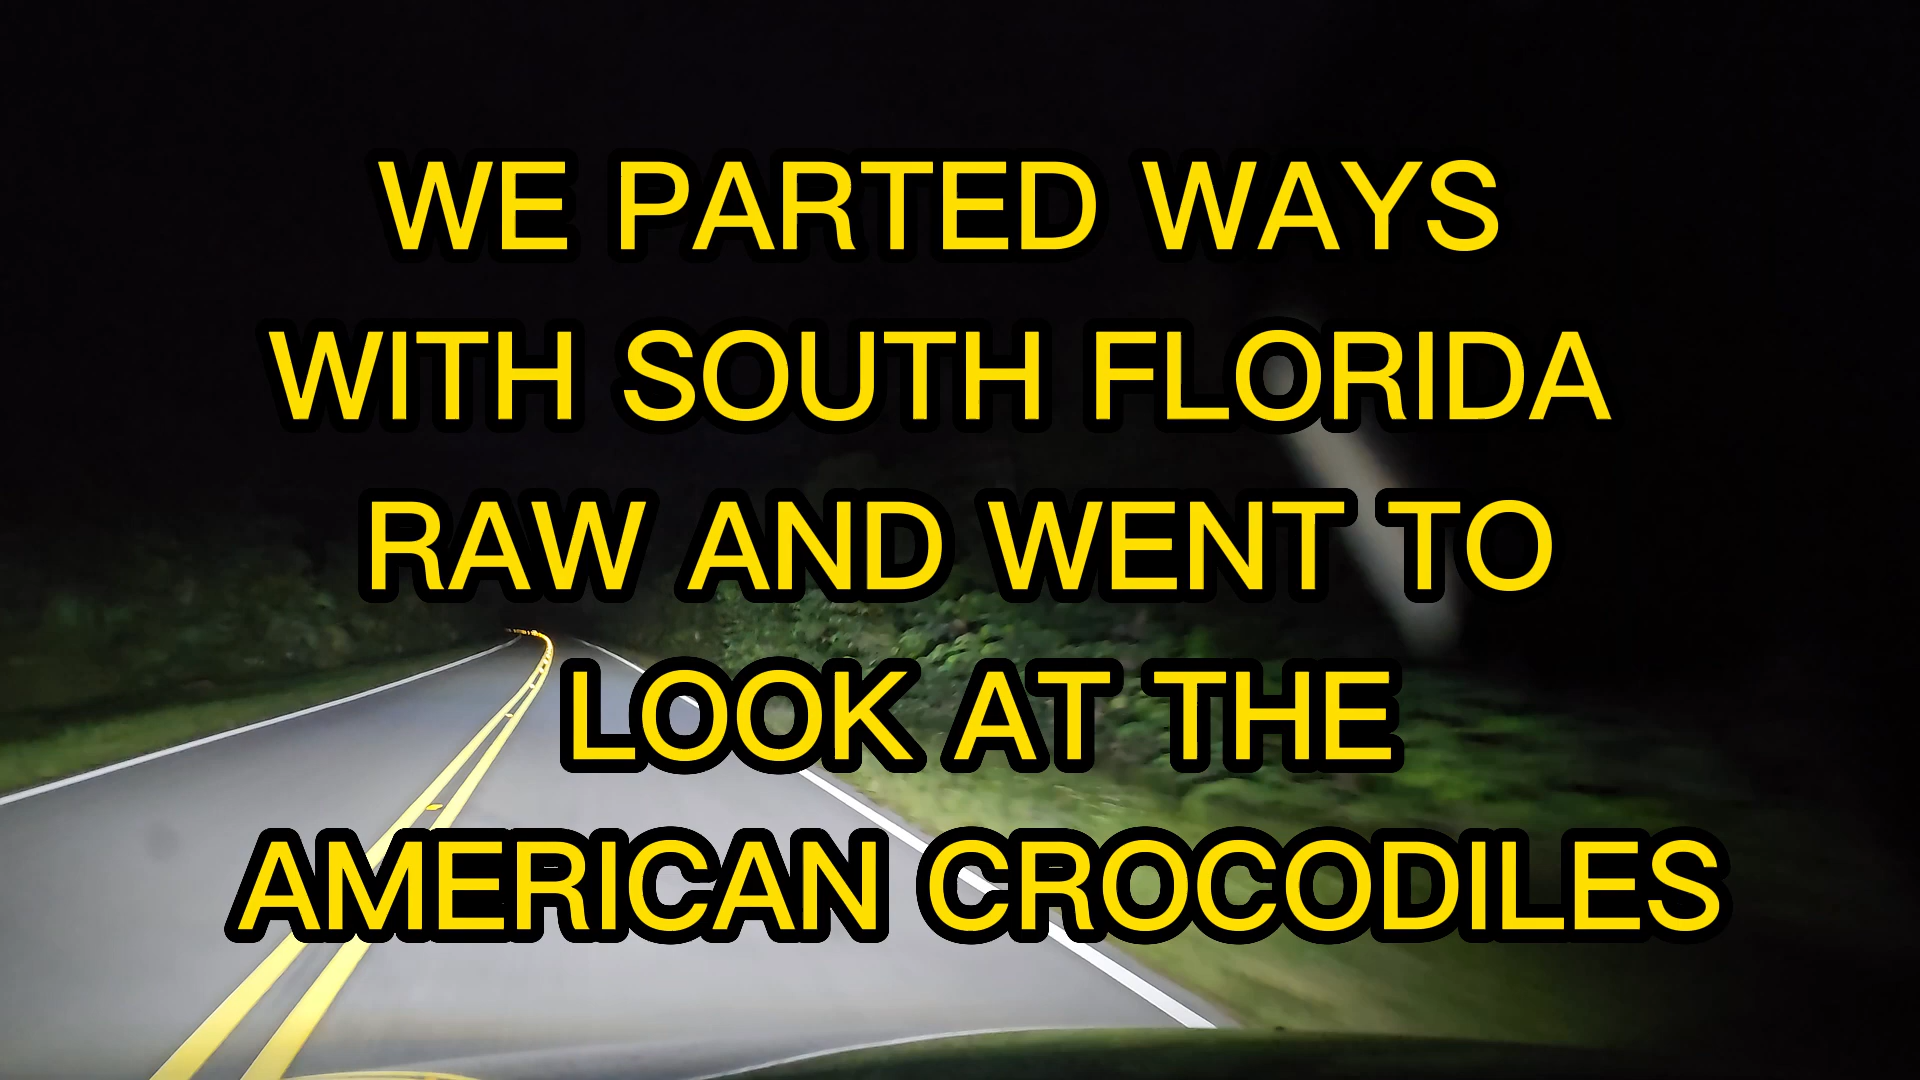 WE PARTED WAYS
WITH SOUTH FLORIDA
RAW AND WENT TO
LOOK AT THE
AMERICAN CROCODILES